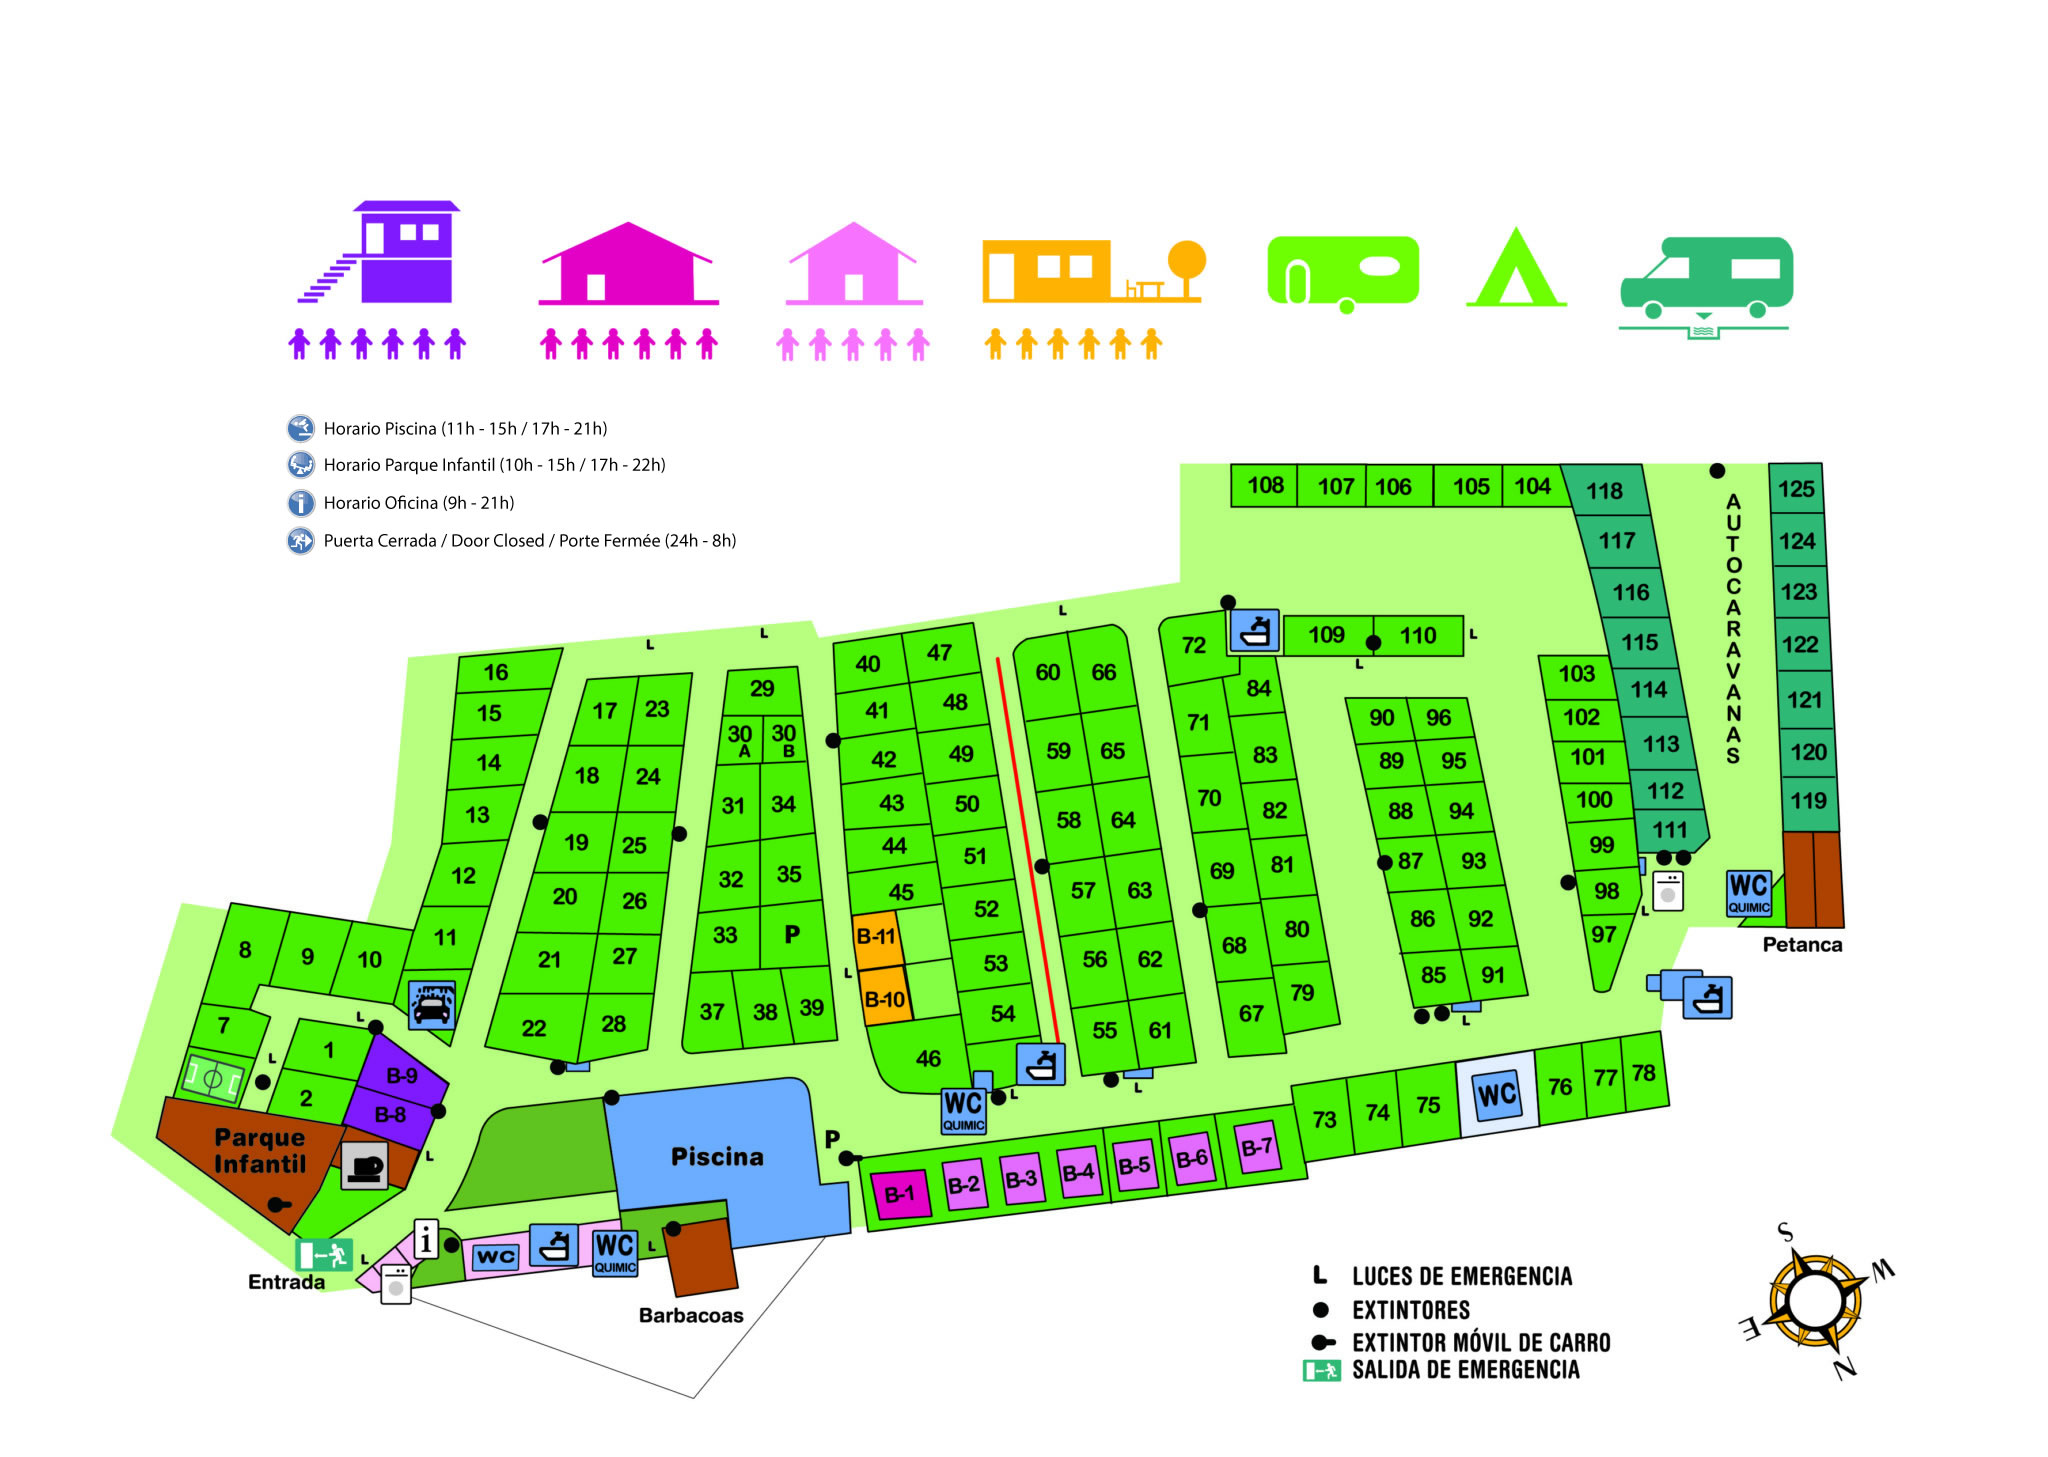 Horario Piscina (11h - 15h / 17h - 21h)
Horario Parque Infantil (10h - 15h / 17h - 22h)
i Horario Oficina (9h - 21h)
Puerta Cerrada / Door Closed / Porte Fermée (24h - 8h)
108 107 106 105 104 118 125
117 124
116 123
115 122
114 121
113 120
112 119
111
AUTOCARAVANAS
L
L
L
72 109 110 L
L
16
15
14
13
12
11
17 23
18 24
19 25
20 26
21 27
22 28
29
30 A 30 B
31 34
32 35
33 P
37 38 39
40 47
41 48
42 49
43 50
44 51
45 52
B-11 53
L B-10 54
46
60 66
59 65
58 64
57 63
56 62
55 61
71 84
70 83
69 82
68 81
67 80
79
90 96
89 95
88 94
87 93
86 92
85 91
103
102
101
100
99
98
97
L
WC
QUIMIC
Petanca
8 9 10
7
L
L
1
2
B-9
B-8
L
Parque
Infantil
Piscina
P
WC
QUIMIC
L
L
L
B-1 B-2 B-3 B-4 B-5 B-6 B-7
73 74 75 WC 76 77 78
Entrada
L
i
WC
WC
QUIMIC
L
Barbacoas
L LUCES DE EMERGENCIA
EXTINTORES
EXTINTOR MÓVIL DE CARRO
SALIDA DE EMERGENCIA
S
W
E
N